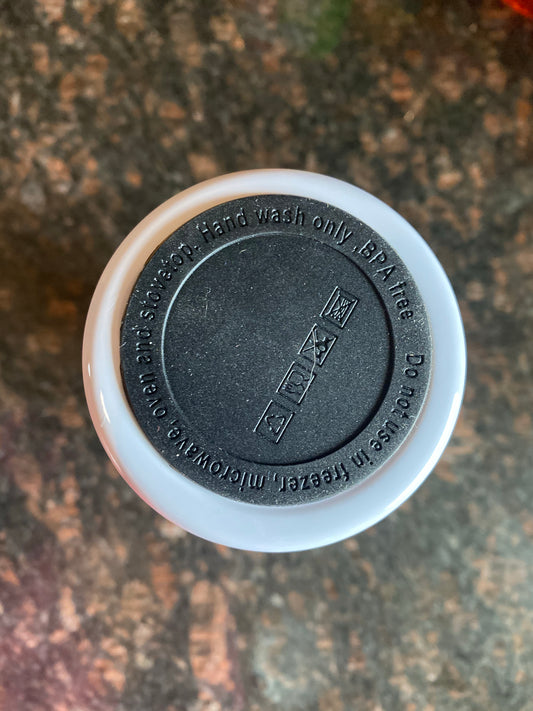 Do not use in freezer, microwave, oven and stovetop. Hand wash only ,BPA free